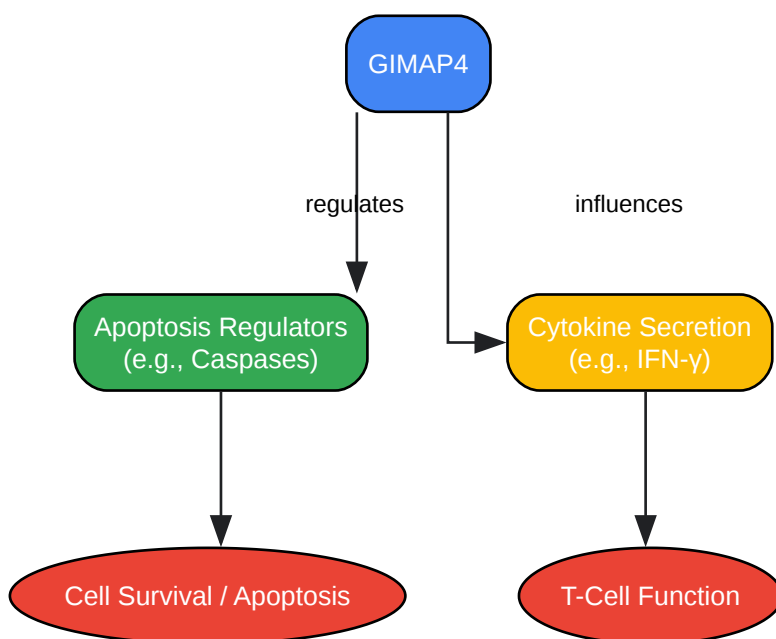 GIMAP4
regulates
influences
Apoptosis Regulators
(e.g., Caspases)
Cytokine Secretion
(e.g., IFN-γ)
Cell Survival / Apoptosis
T-Cell Function